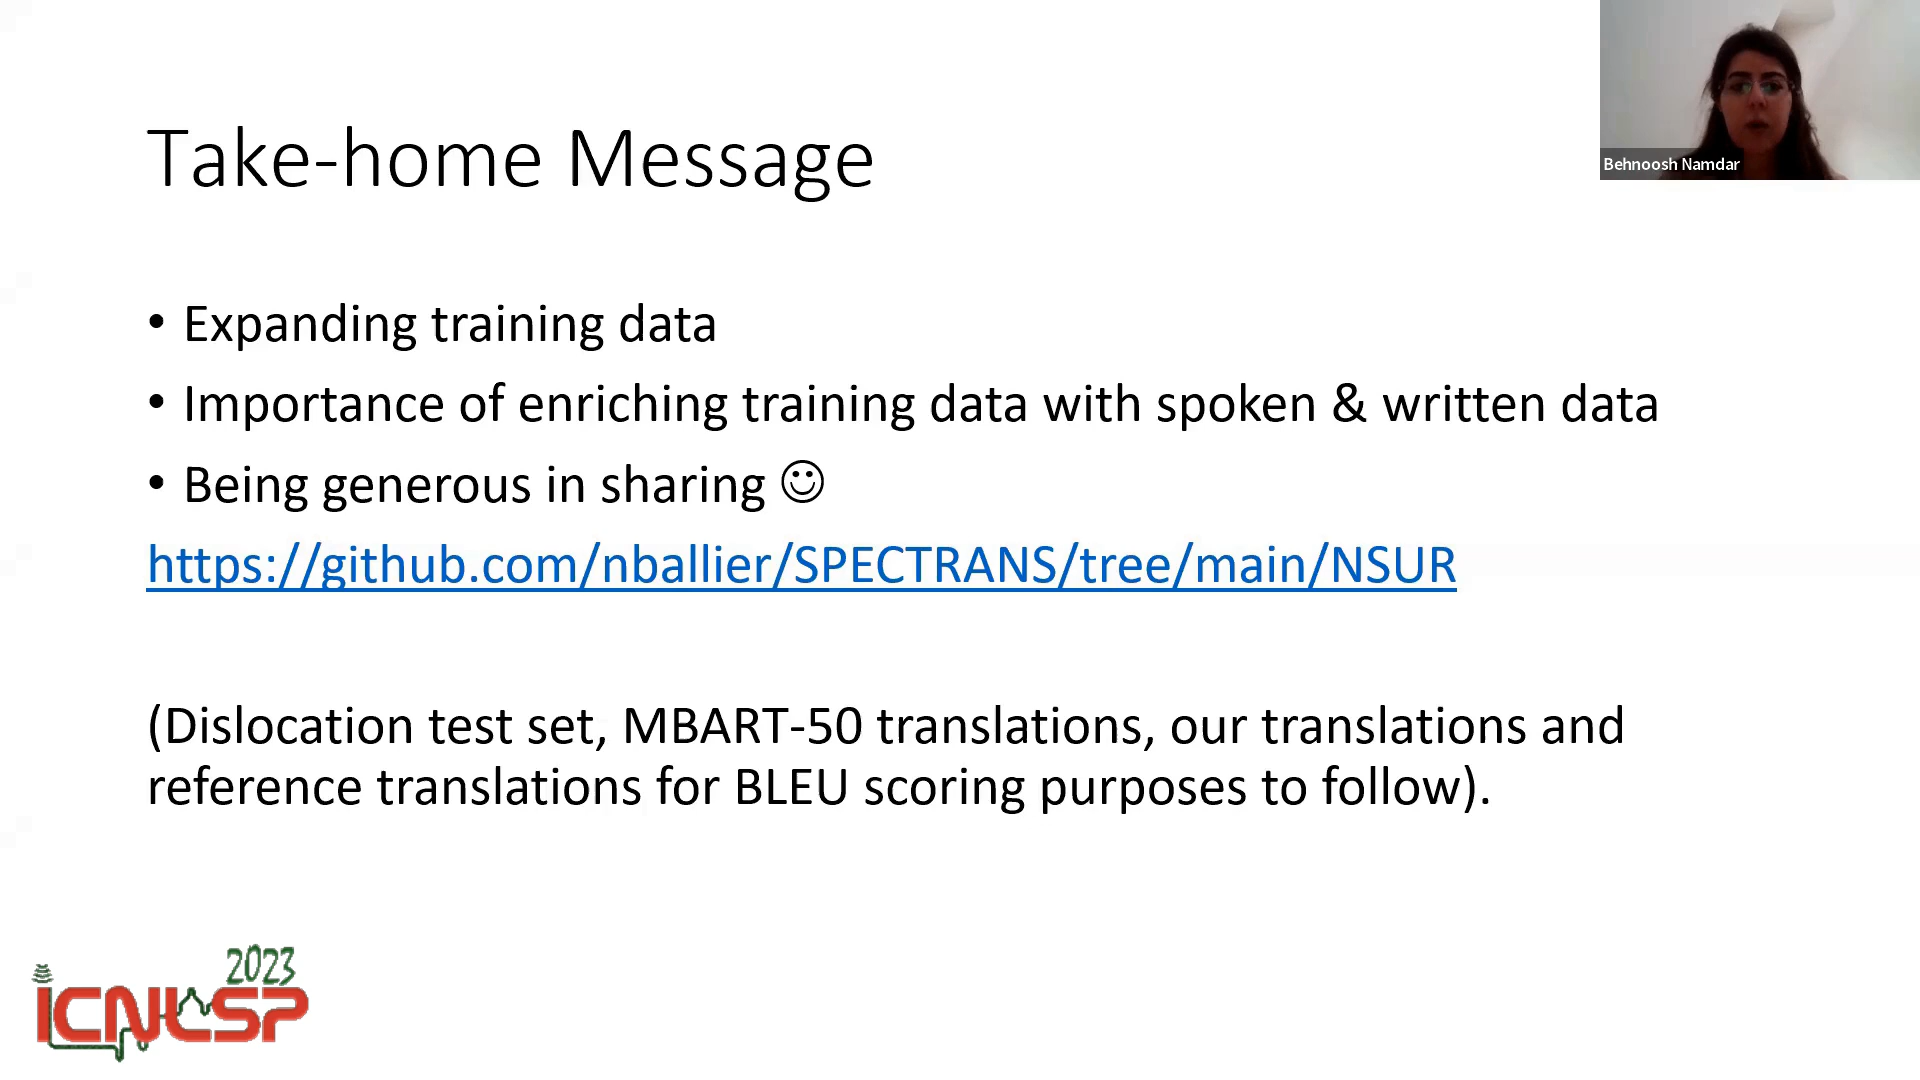 Behnoosh Namdar
Take-home Message
• Expanding training data
• Importance of enriching training data with spoken & written data
• Being generous in sharing ☺
https://github.com/nballier/SPECTRANS/tree/main/NSUR
(Dislocation test set, MBART-50 translations, our translations and
reference translations for BLEU scoring purposes to follow).
2023
ICNLSP